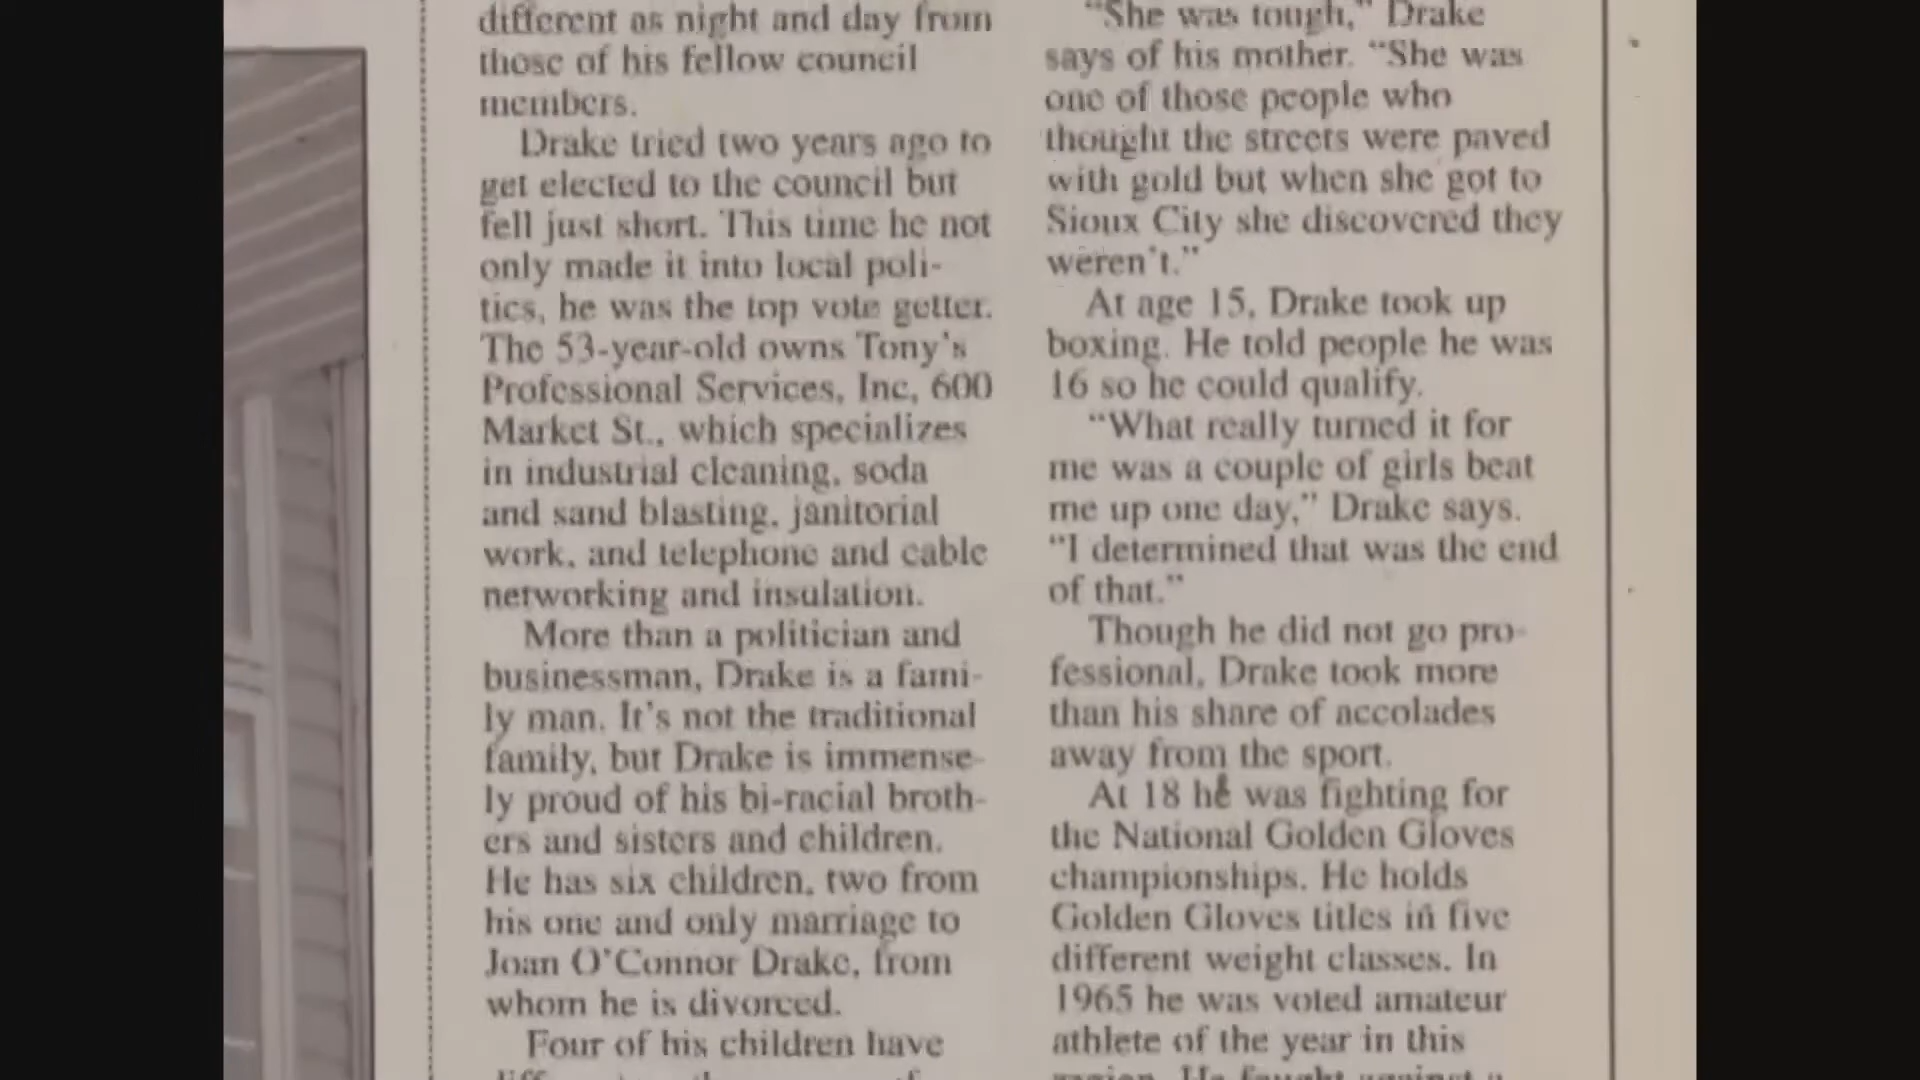 different as night and day from
those of his fellow council
members.
Drake tried two years ago to
get elected to the council but
fell just short. This time he not
only made it into local poli-
tics, he was the top vote getter.
The 53-year-old owns Tony's
Professional Services, Inc, 600
Market St., which specializes
in industrial cleaning, soda
and sand blasting, janitorial
work, and telephone and cable
networking and insulation.
More than a politician and
businessman, Drake is a fami-
ly man. It's not the traditional
family, but Drake is immense-
ly proud of his bi-racial broth-
ers and sisters and children.
He has six children, two from
his one and only marriage to
Joan O'Connor Drake, from
whom he is divorced.
Four of his children have
"She was tough," Drake
says of his mother. "She was
one of those people who
thought the streets were paved
with gold but when she got to
Sioux City she discovered they
weren't."
At age 15, Drake took up
boxing. He told people he was
16 so he could qualify.
"What really turned it for
me was a couple of girls beat
me up one day," Drake says.
"I determined that was the end
of that."
Though he did not go pro-
fessional, Drake took more
than his share of accolades
away from the sport.
At 18 he was fighting for
the National Golden Gloves
championships. He holds
Golden Gloves titles in five
different weight classes. In
1965 he was voted amateur
athlete of the year in this
region. He fought against a